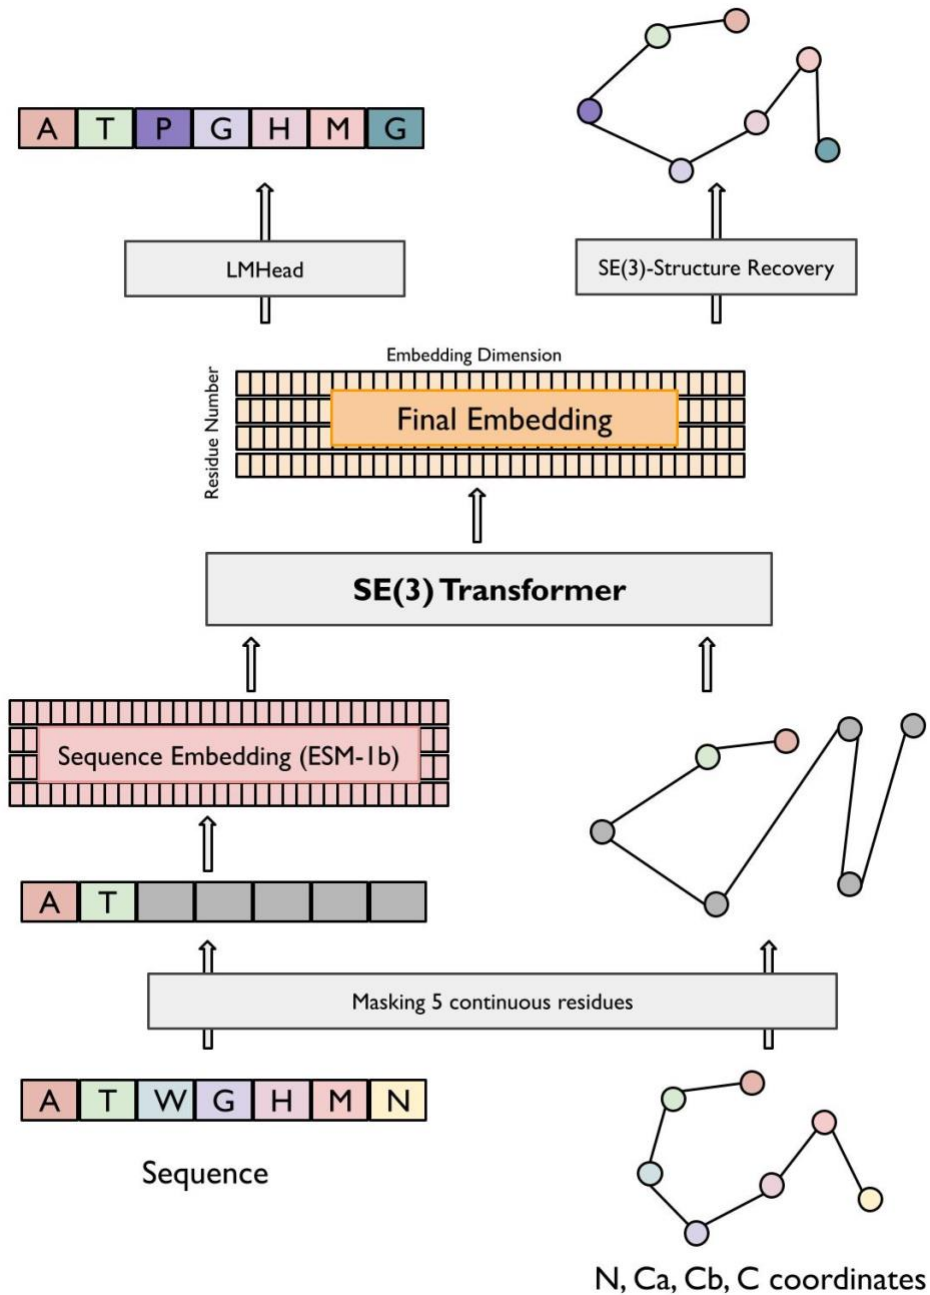 A T P G H M G
LMHead
SE(3)-Structure Recovery
Embedding Dimension
Residue Number
Final Embedding
SE(3) Transformer
Sequence Embedding (ESM-1b)
A T
Masking 5 continuous residues
A T W G H M N
Sequence
N, Ca, Cb, C coordinates